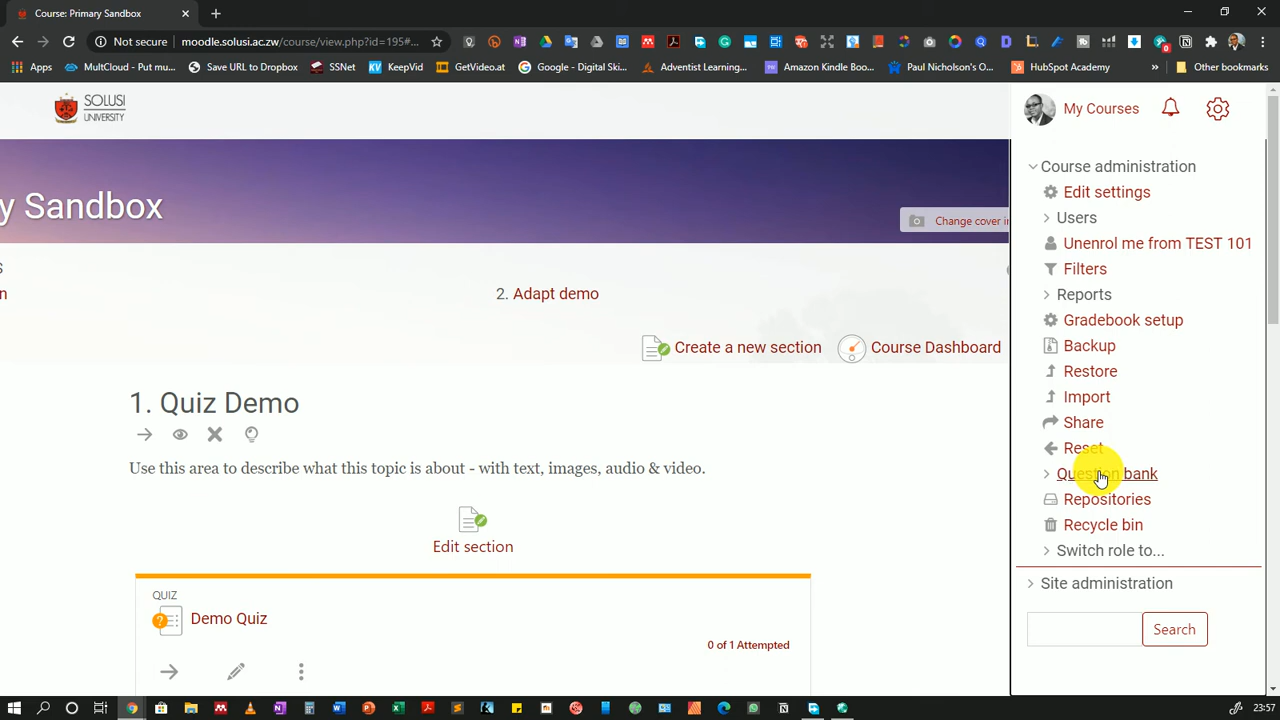 Course: Primary Sandbox
Not secure | moodle.solusi.ac.zw/course/view.php?id=195#...
Apps
MultCloud - Put mu...
Save URL to Dropbox
SSNet
KeepVid
GetVideo.at
Google - Digital Ski...
Adventist Learning...
Amazon Kindle Boo...
Paul Nicholson's O...
HubSpot Academy
»
Other bookmarks
SOLUSI
UNIVERSITY
My Courses
y Sandbox
Change cover in
s
n
2. Adapt demo
Create a new section
Course Dashboard
1. Quiz Demo
Use this area to describe what this topic is about - with text, images, audio & video.
Edit section
QUIZ
Demo Quiz
0 of 1 Attempted
Course administration
Edit settings
Users
Unenrol me from TEST 101
Filters
Reports
Gradebook setup
Backup
Restore
Import
Share
Reset
Question bank
Repositories
Recycle bin
Switch role to...
Site administration
Search
23:57